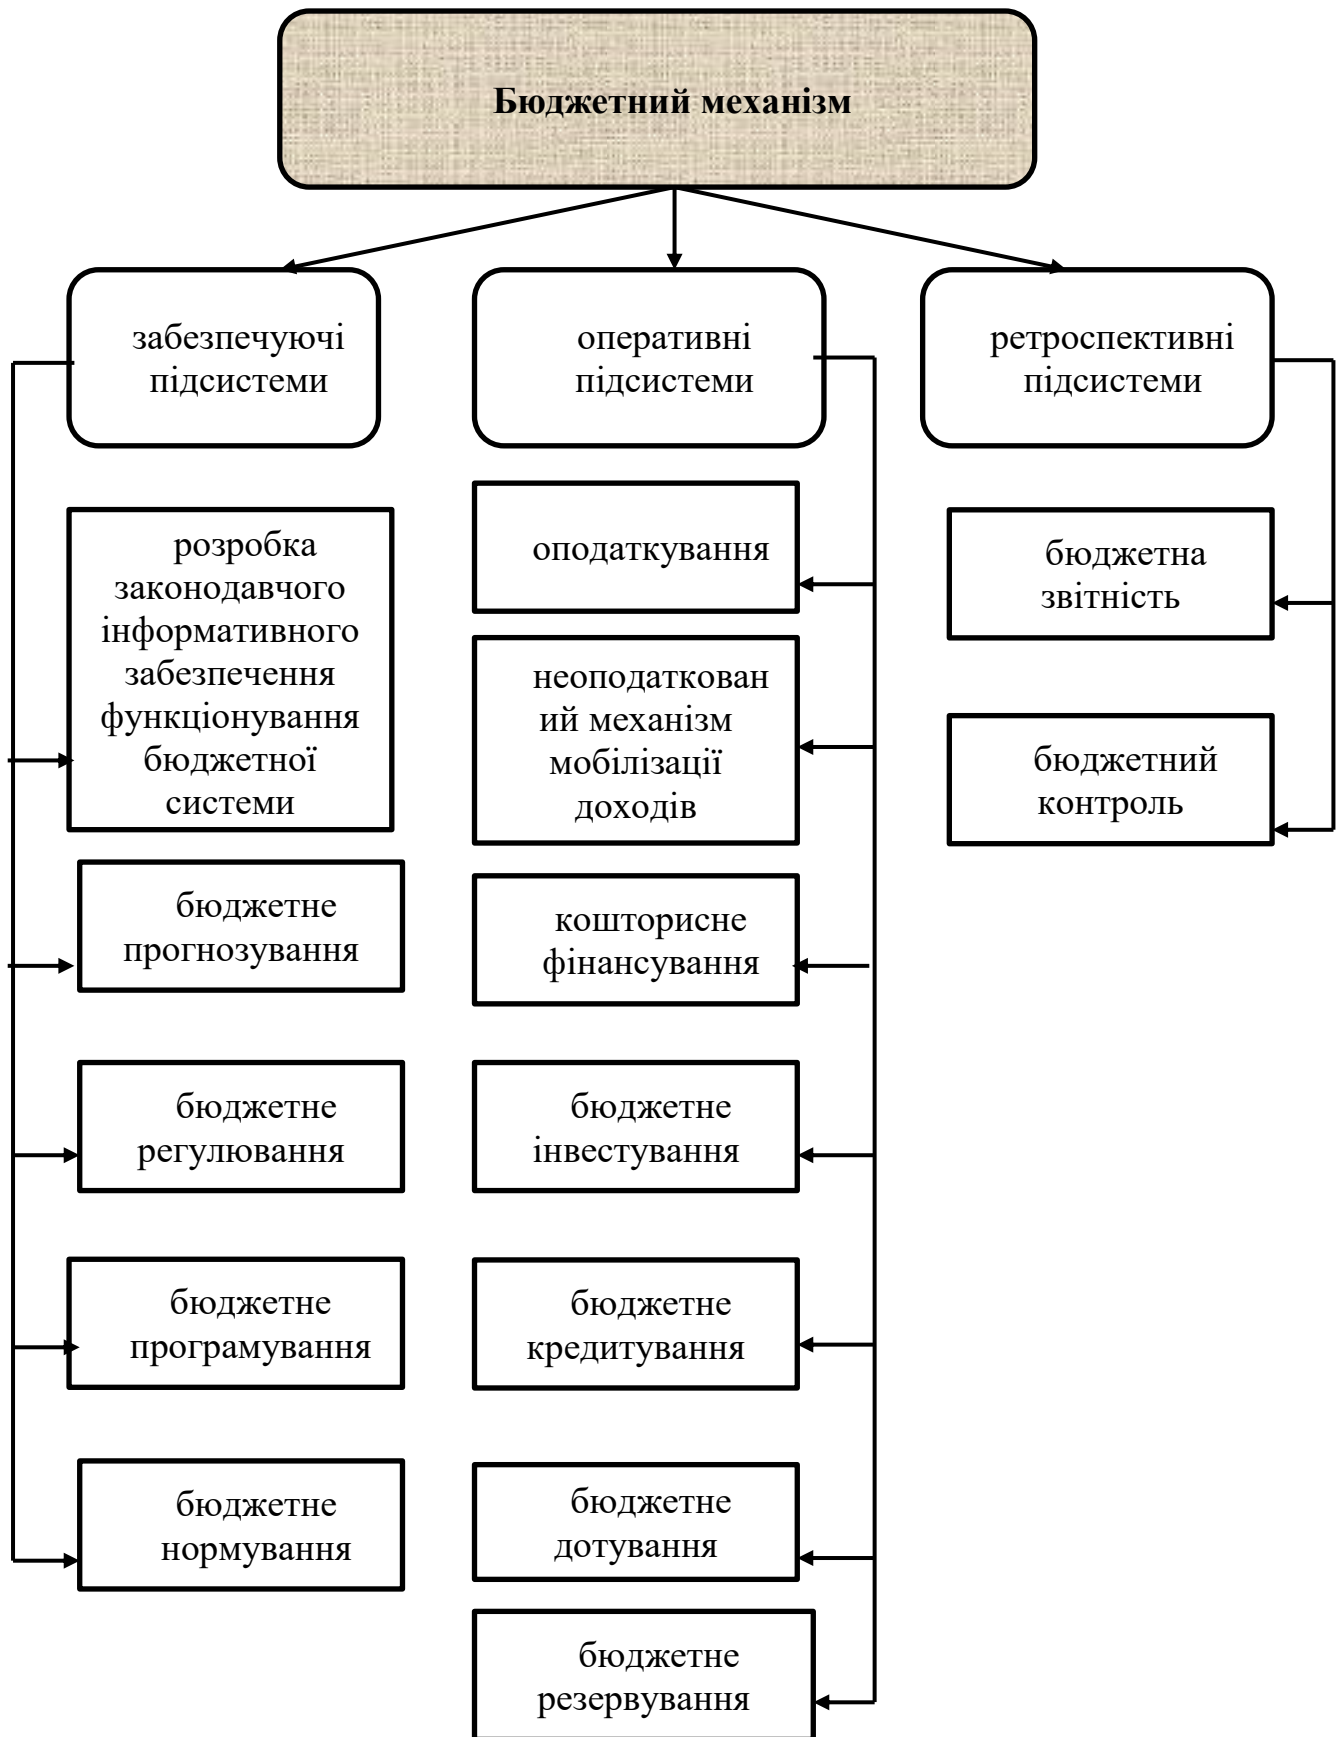 Бюджетний механізм
забезпечуючі
підсистеми
розробка
законодавчого
інформативного
забезпечення
функціонування
бюджетної
системи
бюджетне
прогнозування
бюджетне
регулювання
бюджетне
програмування
бюджетне
нормування
оперативні
підсистеми
оподаткування
неоподаткован
ий механізм
мобілізації
доходів
кошторисне
фінансування
бюджетне
інвестування
бюджетне
кредитування
бюджетне
дотування
бюджетне
резервування
ретроспективні
підсистеми
бюджетна
звітність
бюджетний
контроль